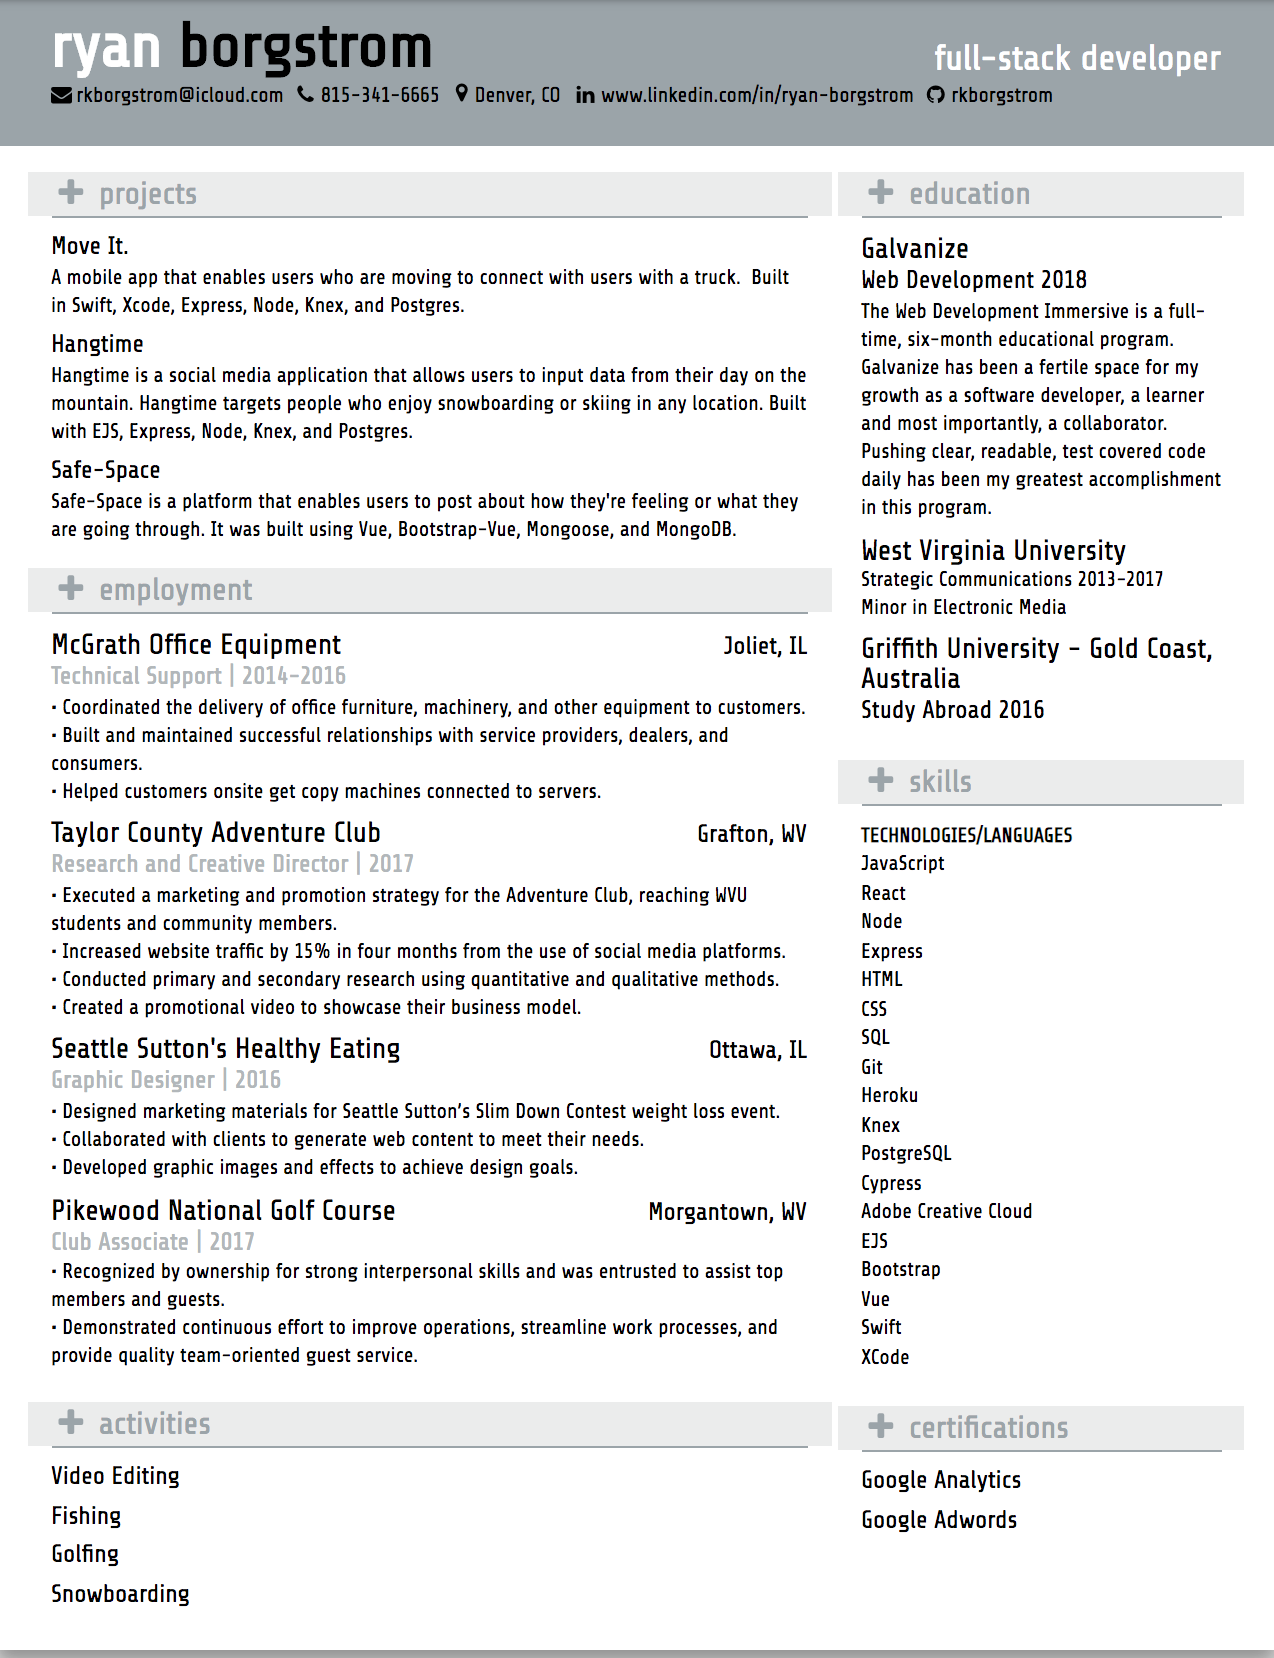 ryan borgstrom
full-stack developer
rkborgstrom@icloud.com 815-341-6665 Denver, CO www.linkedin.com/in/ryan-borgstrom rkborgstrom
projects
Move It.
A mobile app that enables users who are moving to connect with users with a truck.  Built
in Swift, Xcode, Express, Node, Knex, and Postgres.
Hangtime
Hangtime is a social media application that allows users to input data from their day on the
mountain. Hangtime targets people who enjoy snowboarding or skiing in any location. Built
with EJS, Express, Node, Knex, and Postgres.
Safe-Space
Safe-Space is a platform that enables users to post about how they're feeling or what they
are going through. It was built using Vue, Bootstrap-Vue, Mongoose, and MongoDB.
employment
McGrath Office Equipment Joliet, IL
Technical Support | 2014-2016
· Coordinated the delivery of office furniture, machinery, and other equipment to customers.
· Built and maintained successful relationships with service providers, dealers, and
consumers.
· Helped customers onsite get copy machines connected to servers.
Taylor County Adventure Club Grafton, WV
Research and Creative Director | 2017
· Executed a marketing and promotion strategy for the Adventure Club, reaching WVU
students and community members.
· Increased website traffic by 15% in four months from the use of social media platforms.
· Conducted primary and secondary research using quantitative and qualitative methods.
· Created a promotional video to showcase their business model.
Seattle Sutton's Healthy Eating Ottawa, IL
Graphic Designer | 2016
· Designed marketing materials for Seattle Sutton’s Slim Down Contest weight loss event.
· Collaborated with clients to generate web content to meet their needs.
· Developed graphic images and effects to achieve design goals.
Pikewood National Golf Course Morgantown, WV
Club Associate | 2017
· Recognized by ownership for strong interpersonal skills and was entrusted to assist top
members and guests.
· Demonstrated continuous effort to improve operations, streamline work processes, and
provide quality team-oriented guest service.
activities
Video Editing
Fishing
Golfing
Snowboarding
education
Galvanize
Web Development 2018
The Web Development Immersive is a full-
time, six-month educational program.
Galvanize has been a fertile space for my
growth as a software developer, a learner
and most importantly, a collaborator.
Pushing clear, readable, test covered code
daily has been my greatest accomplishment
in this program.
West Virginia University
Strategic Communications 2013-2017
Minor in Electronic Media
Griffith University - Gold Coast,
Australia
Study Abroad 2016
skills
TECHNOLOGIES/LANGUAGES
JavaScript
React
Node
Express
HTML
CSS
SQL
Git
Heroku
Knex
PostgreSQL
Cypress
Adobe Creative Cloud
EJS
Bootstrap
Vue
Swift
XCode
certifications
Google Analytics
Google Adwords